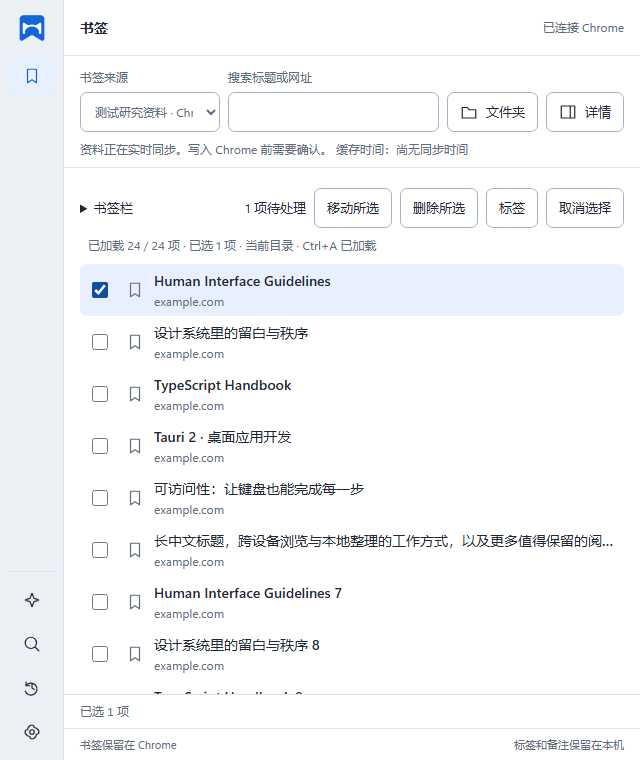 书签
已连接 Chrome
书签来源
搜索标题或网址
测试研究资料 · Chr
文件夹
详情
资料正在实时同步。写入 Chrome 前需要确认。 缓存时间：尚无同步时间
书签栏
1 项待处理
移动所选
删除所选
标签
取消选择
已加载 24 / 24 项 · 已选 1 项 · 当前目录 · Ctrl+A 已加载
Human Interface Guidelines
example.com
设计系统里的留白与秩序
example.com
TypeScript Handbook
example.com
Tauri 2 · 桌面应用开发
example.com
可访问性：让键盘也能完成每一步
example.com
长中文标题，跨设备浏览与本地整理的工作方式，以及更多值得保留的阅...
example.com
Human Interface Guidelines 7
example.com
设计系统里的留白与秩序 8
example.com
已选 1 项
书签保留在 Chrome
标签和备注保留在本机